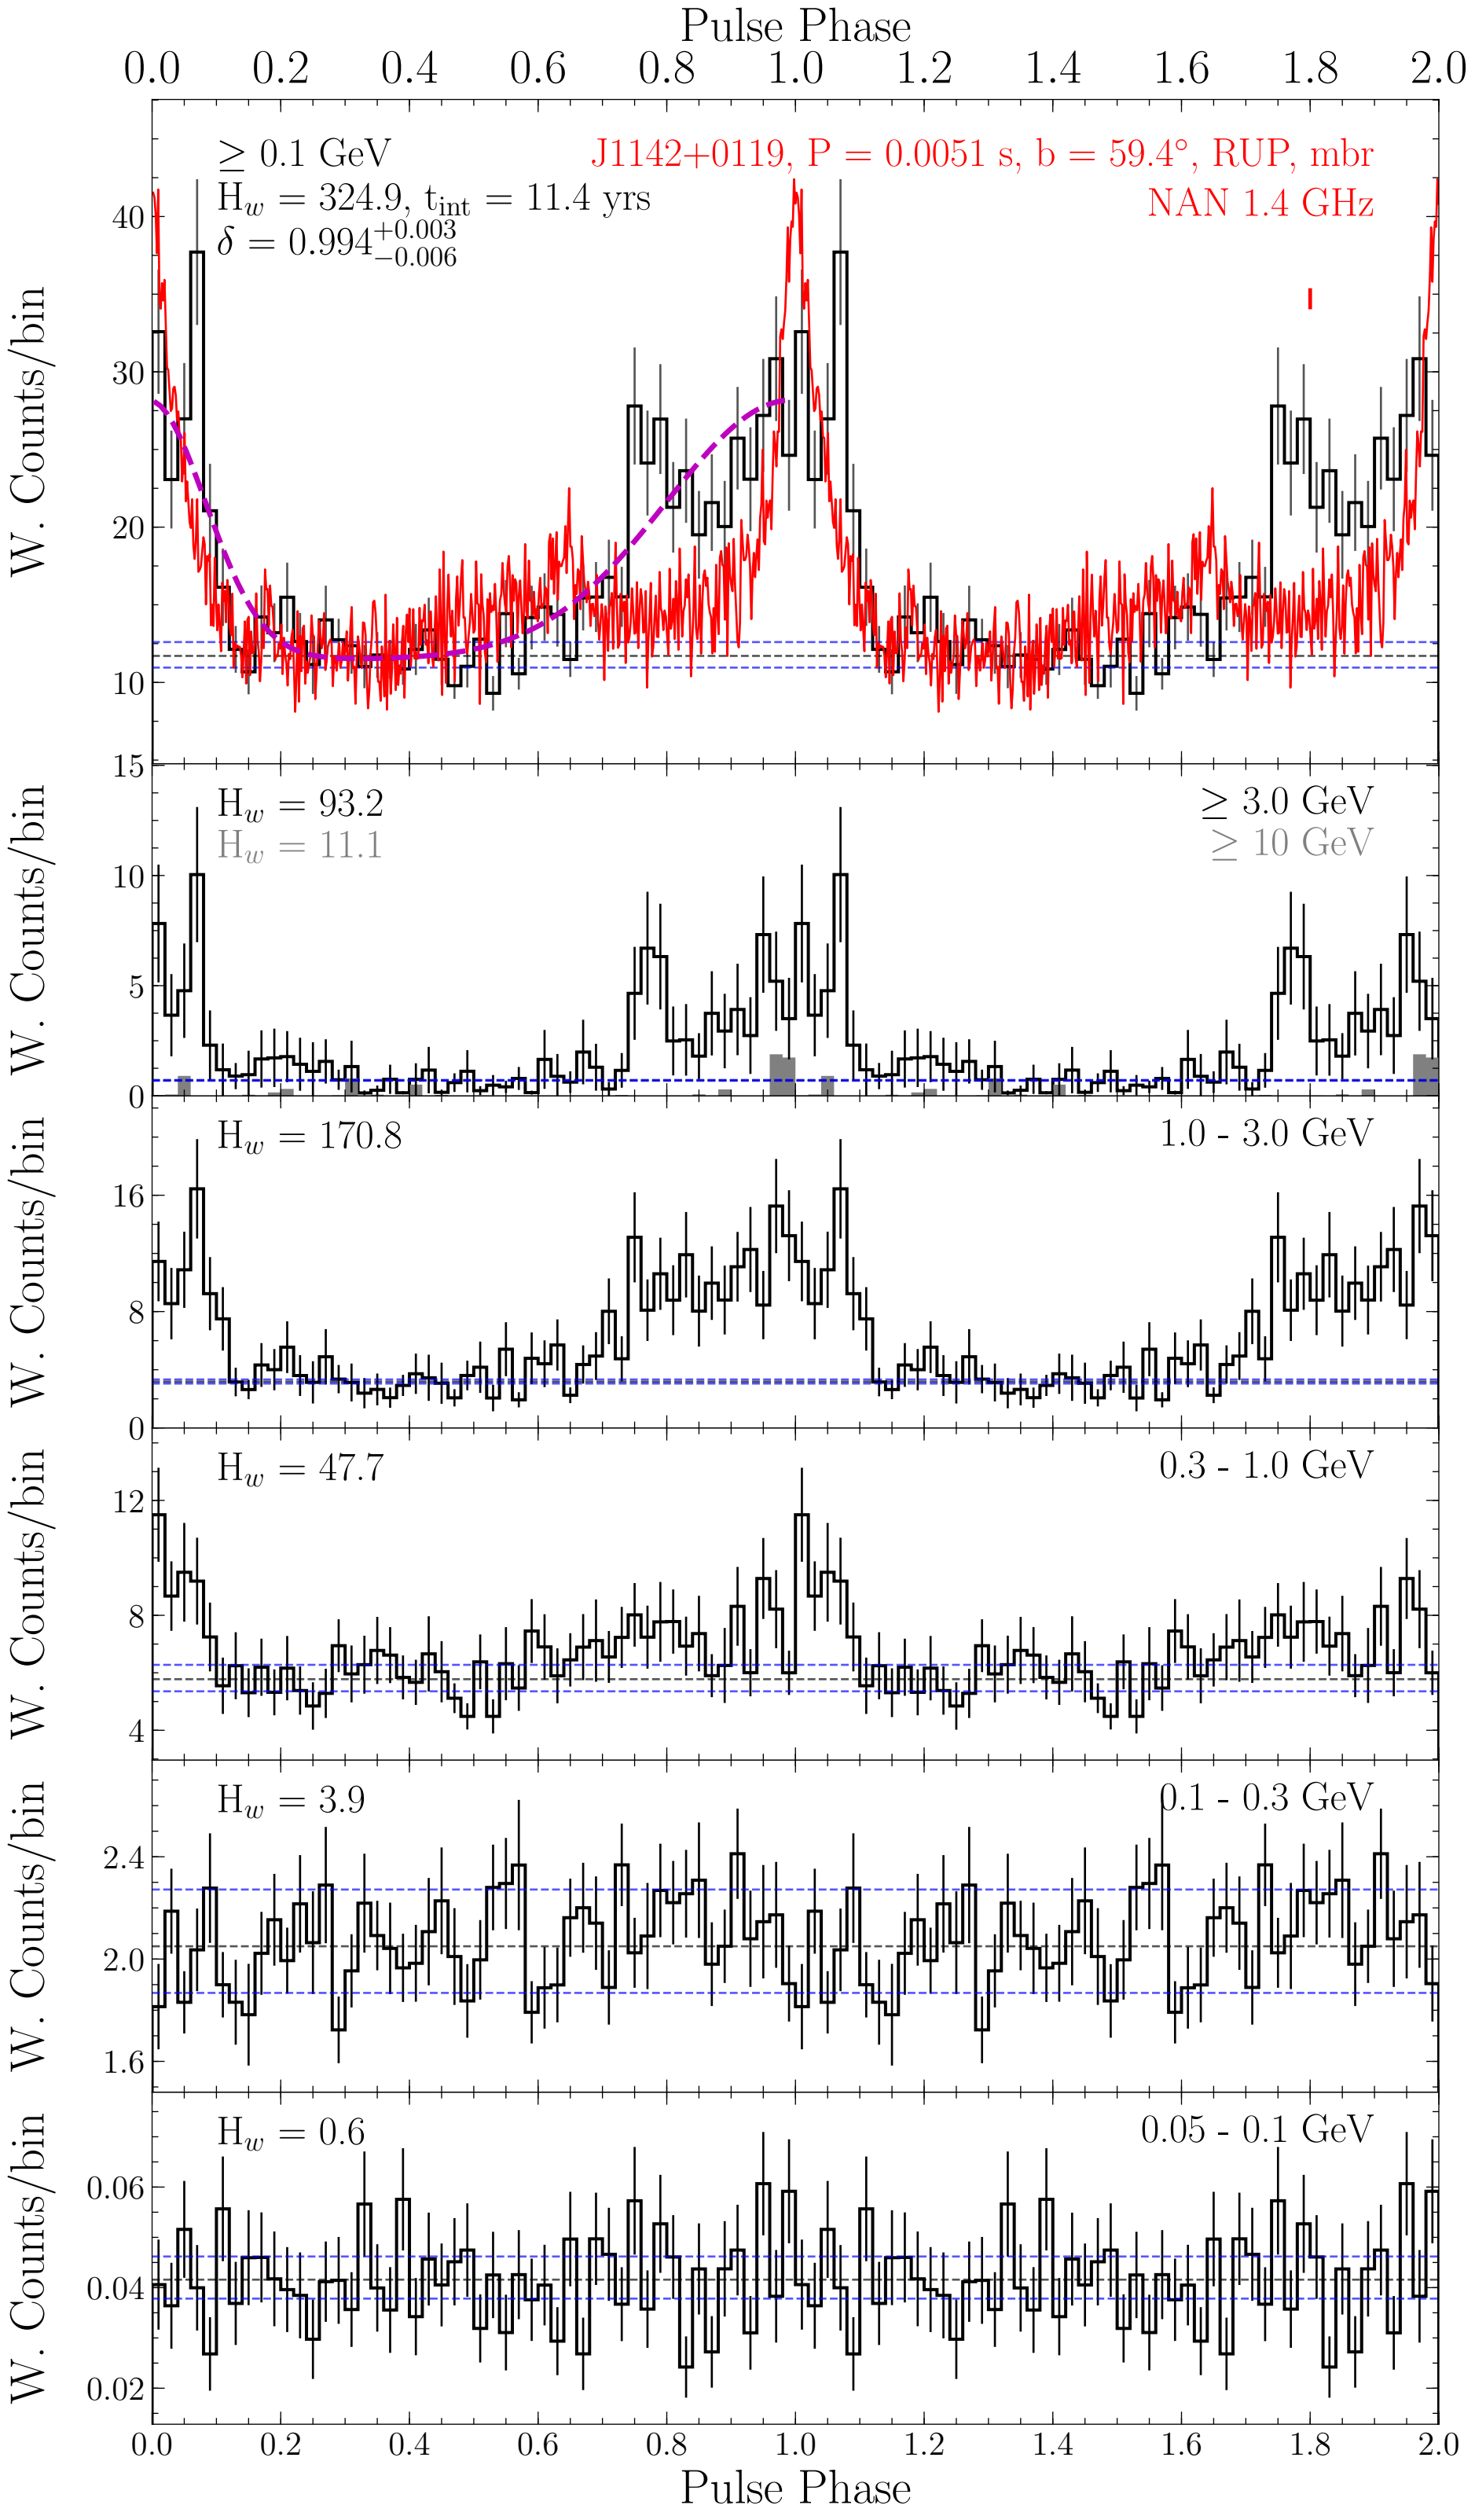 Pulse Phase
0.0 0.2 0.4 0.6 0.8 1.0 1.2 1.4 1.6 1.8 2.0
≥ 0.1 GeV
J1142+0119, P = 0.0051 s, b = 59.4°, RUP, mbr
H_w = 324.9, t_int = 11.4 yrs
NAN 1.4 GHz
δ = 0.994^{+0.003}_{−0.006}
W. Counts/bin
40
30
20
10
15
H_w = 93.2
≥ 3.0 GeV
H_w = 11.1
≥ 10 GeV
W. Counts/bin
10
5
0
H_w = 170.8
1.0 - 3.0 GeV
W. Counts/bin
16
8
0
H_w = 47.7
0.3 - 1.0 GeV
W. Counts/bin
12
8
4
H_w = 3.9
0.1 - 0.3 GeV
W. Counts/bin
2.4
2.0
1.6
H_w = 0.6
0.05 - 0.1 GeV
W. Counts/bin
0.06
0.04
0.02
0.0 0.2 0.4 0.6 0.8 1.0 1.2 1.4 1.6 1.8 2.0
Pulse Phase